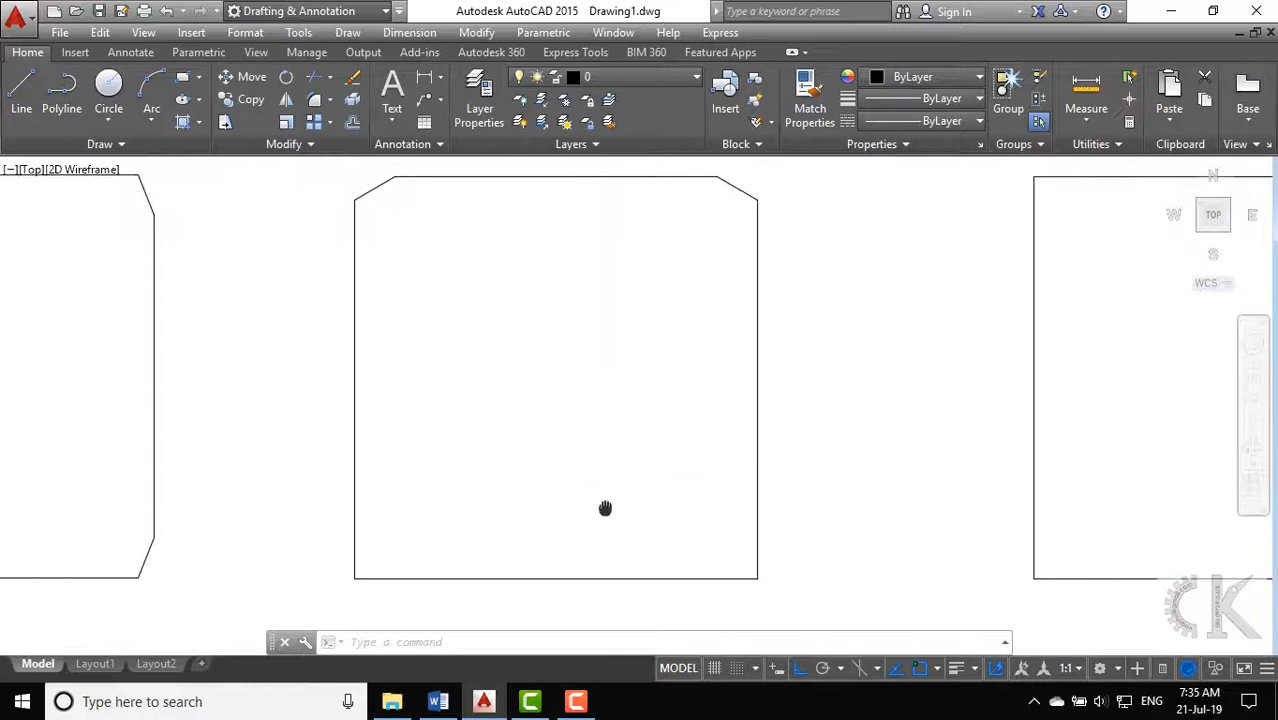 Drafting & Annotation
Autodesk AutoCAD 2015 Drawing1.dwg
Type a keyword or phrase
Sign In
File Edit View Insert Format Tools Draw Dimension Modify Parametric Window Help Express
Home Insert Annotation Parametric View Manage Output Add-ins Autodesk 360 Express Tools BIM 360 Featured Apps
Line Polyline Circle Arc
Move
Copy
Text
Layer Properties
0
Insert
Match Properties
ByLayer
ByLayer
ByLayer
Group
Measure
Paste
Base
Draw Modify Annotation Layers Block Properties Groups Utilities Clipboard View
[−][Top][2D Wireframe]
N
W TOP E
S
WCS
CK
Type a command
Model Layout1 Layout2 +
MODEL 1:1
Type here to search
ENG
7:35 AM
21-Jul-19